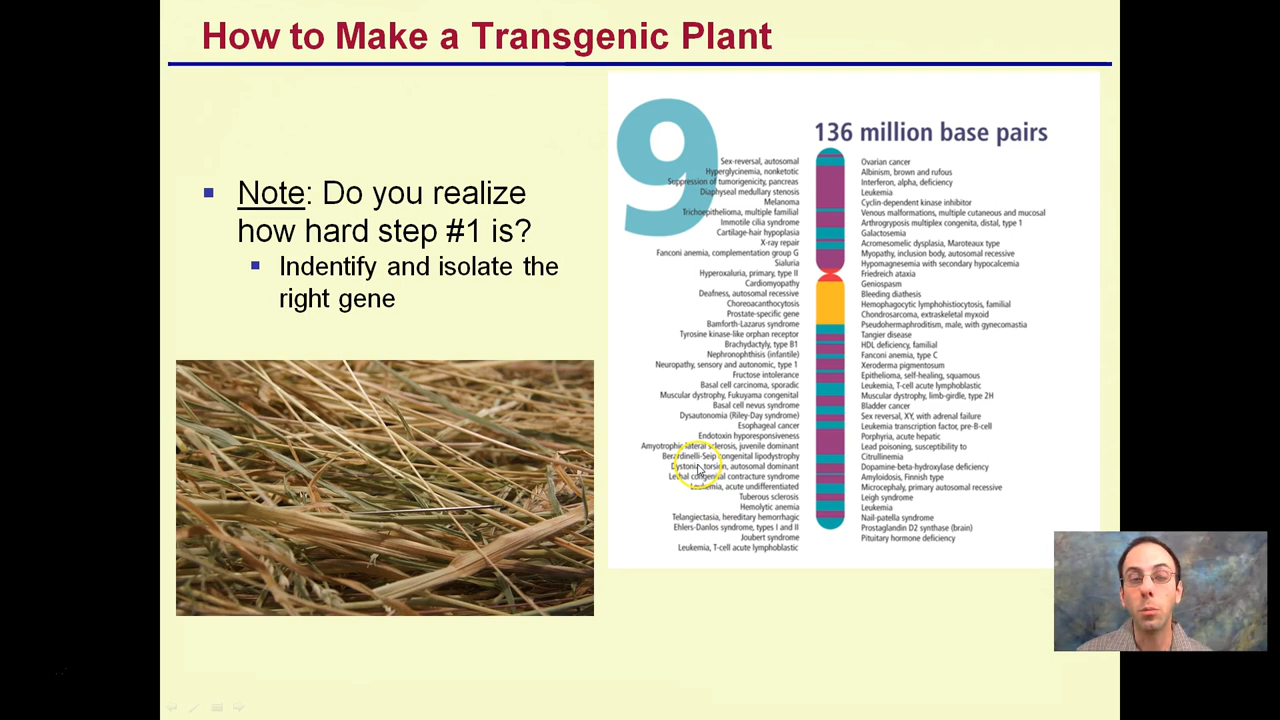 How to Make a Transgenic Plant
Note: Do you realize
how hard step #1 is?
Indentify and isolate the
right gene
9
136 million base pairs
Sex-reversal, autosomal
Hyperglycinemia, nonketotic
Suppression of tumorigenicity, pancreas
Diaphyseal medullary stenosis
Melanoma
Trichoepithelioma, multiple familial
Immotile cilia syndrome
Cartilage-hair hypoplasia
X-ray repair
Fanconi anemia, complementation group G
Sialuria
Hyperoxaluria, primary, type II
Cardiomyopathy
Deafness, autosomal recessive
Choreoacanthocytosis
Prostate-specific gene
Bamforth-Lazarus syndrome
Tyrosine kinase-like orphan receptor
Brachydactyly, type B1
Nephronophthisis (infantile)
Neuropathy, sensory and autonomic, type 1
Fructose intolerance
Basal cell carcinoma, sporadic
Muscular dystrophy, Fukuyama congenital
Basal cell nevus syndrome
Dysautonomia (Riley-Day syndrome)
Esophageal cancer
Endotoxin hyporesponsiveness
Amyotrophic lateral sclerosis, juvenile dominant
Berardinelli-Seip congenital lipodystrophy
Dystonia, torsion, autosomal dominant
Lethal congenital contracture syndrome
Leukemia, acute undifferentiated
Tuberous sclerosis
Hemolytic anemia
Telangiectasia, hereditary hemorrhagic
Ehlers-Danlos syndrome, types I and II
Joubert syndrome
Leukemia, T-cell acute lymphoblastic
Ovarian cancer
Albinism, brown and rufous
Interferon, alpha, deficiency
Leukemia
Cyclin-dependent kinase inhibitor
Venous malformations, multiple cutaneous and mucosal
Arthrogryposis multiplex congenita, distal, type 1
Galactosemia
Acromesomelic dysplasia, Maroteaux type
Myopathy, inclusion body, autosomal recessive
Hypomagnesemia with secondary hypocalcemia
Friedreich ataxia
Geniospasm
Bleeding diathesis
Hemophagocytic lymphohistiocytosis, familial
Chondrosarcoma, extraskeletal myxoid
Pseudohermaphroditism, male, with gynecomastia
Tangier disease
HDL deficiency, familial
Fanconi anemia, type C
Xeroderma pigmentosum
Epithelioma, self-healing, squamous
Leukemia, T-cell acute lymphoblastic
Muscular dystrophy, limb-girdle, type 2H
Bladder cancer
Sex reversal, XY, with adrenal failure
Leukemia transcription factor, pre-B-cell
Porphyria, acute hepatic
Lead poisoning, susceptibility to
Citrullinemia
Dopamine-beta-hydroxylase deficiency
Amyloidosis, Finnish type
Microcephaly, primary autosomal recessive
Leigh syndrome
Leukemia
Nail-patella syndrome
Prostaglandin D2 synthase (brain)
Pituitary hormone deficiency